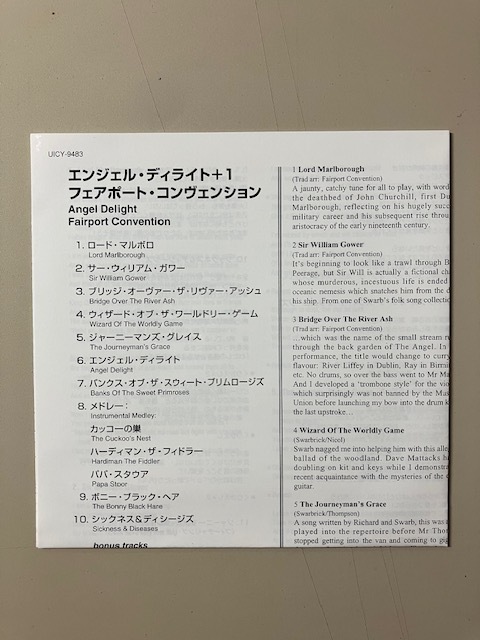 UICY-9483
エンジェル・ディライト+1
フェアポート・コンヴェンション
Angel Delight
Fairport Convention
1. ロード・マルボロ
Lord Marlborough
2. サー・ウィリアム・ガワー
Sir William Gower
3. ブリッジ・オーヴァー・ザ・リヴァー・アッシュ
Bridge Over The River Ash
4. ウィザード・オブ・ザ・ワールドリー・ゲーム
Wizard Of The Worldly Game
5. ジャーニーマンズ・グレイス
The Journeyman's Grace
6. エンジェル・ディライト
Angel Delight
7. バンクス・オブ・ザ・スウィート・プリムロージズ
Banks Of The Sweet Primroses
8. メドレー:
Instrumental Medley:
カッコーの巣
The Cuckoo's Nest
ハーディマン・ザ・フィドラー
Hardiman The Fiddler
パパ・スタウア
Papa Stoor
9. ボニー・ブラック・ヘア
The Bonny Black Hare
10. シックネス&ディシージズ
Sickness & Diseases
bonus tracks
1 Lord Marlborough
(Trad arr: Fairport Convention)
A jaunty, catchy tune for all to play, with word
the deathbed of John Churchill, first Du
Marlborough, reflecting on his hugely succ
military career and his subsequent rise throu
aristocracy of the early nineteenth century.
2 Sir William Gower
(Trad arr: Fairport Convention)
It's beginning to look like a trawl through B
Peerage, but Sir Will is actually a fictional cha
whose murderous, incestuous life is ended
oceanic nemesis which snatches him from the d
his ship. From one of Swarb's folk song collectio
3 Bridge Over The River Ash
(Trad arr: Fairport Convention)
...which was the name of the small stream r
through the back garden of The Angel. In
performance, the title would change to curry
flavour: River Liffey in Dublin, Ray in Birmi
etc. No drums, so over the bass went to Mr Ma
And I developed a 'trombone style' for the vio
which surprisingly was not banned by the Mus
Union before launching my bow into the drum k
the last upstroke...
4 Wizard Of The Worldly Game
(Swarbrick/Nicol)
Swarb nagged me into helping him with this alleg
ballad of the woodland. Dave Mattacks h
doubling on kit and keys while I demonstra
recent acquaintance with the mysteries of the e
guitar.
5 The Journeyman's Grace
(Swarbrick/Thompson)
A song written by Richard and Swarb, this was a
played into the repertoire before Mr Thom
stopped getting into the van and coming to gig